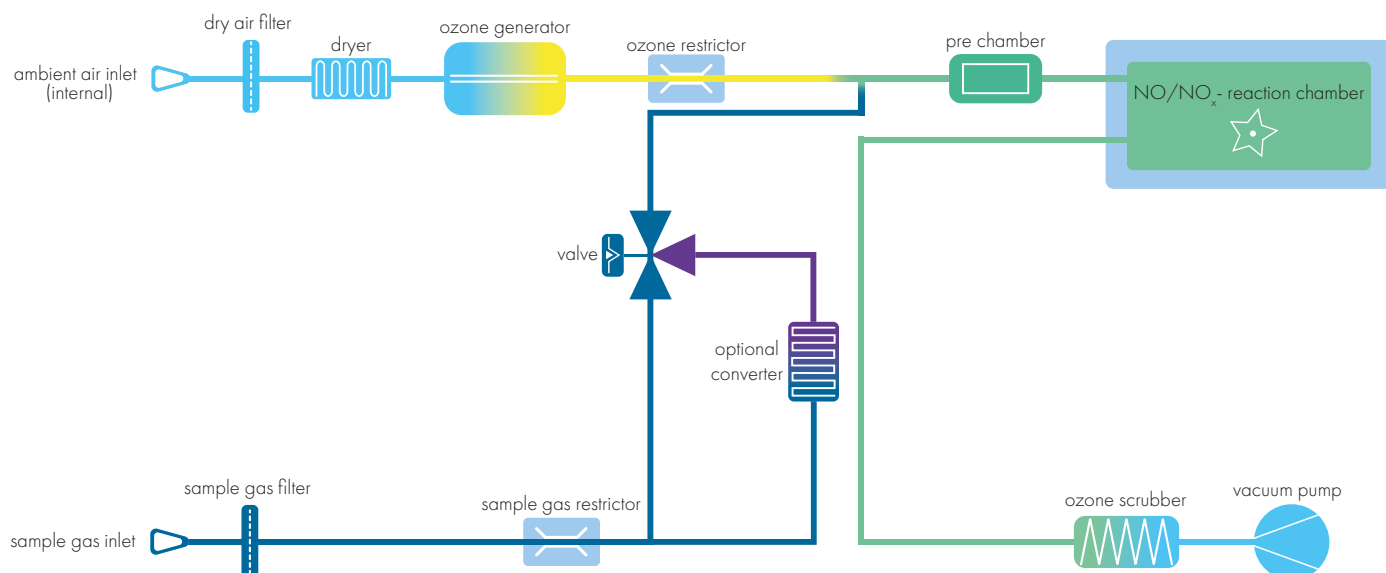 dry air filter
dryer
ozone generator
ozone restrictor
pre chamber
ambient air inlet
(internal)
NO/NOx- reaction chamber
valve
optional
converter
sample gas filter
sample gas restrictor
ozone scrubber
vacuum pump
sample gas inlet